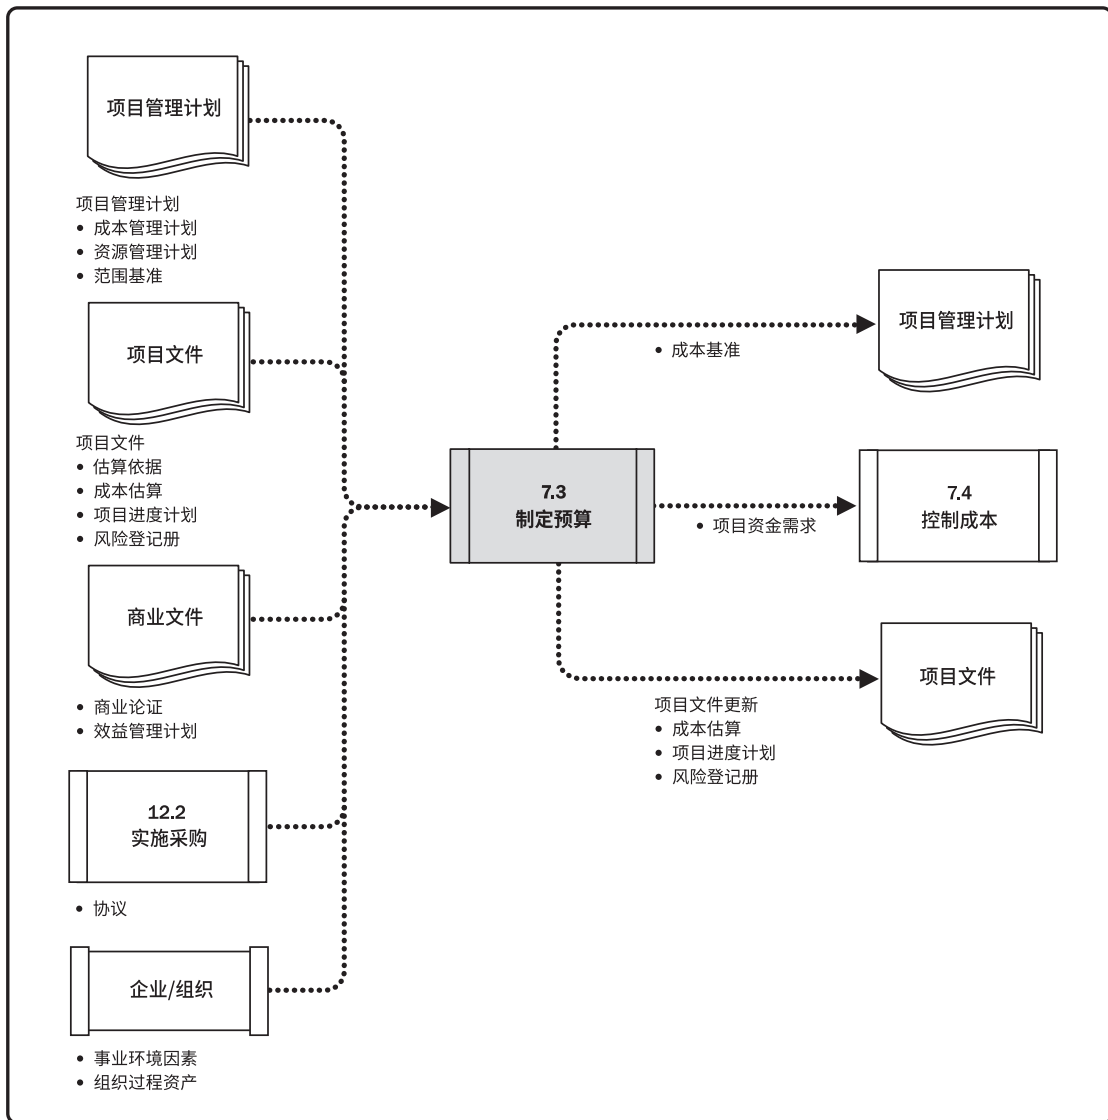 项目管理计划
项目管理计划
• 成本管理计划
• 资源管理计划
• 范围基准
项目文件
项目文件
• 估算依据
• 成本估算
• 项目进度计划
• 风险登记册
商业文件
• 商业论证
• 效益管理计划
12.2
实施采购
• 协议
企业/组织
• 事业环境因素
• 组织过程资产
7.3
制定预算
• 成本基准
项目管理计划
• 项目资金需求
7.4
控制成本
项目文件
项目文件更新
• 成本估算
• 项目进度计划
• 风险登记册